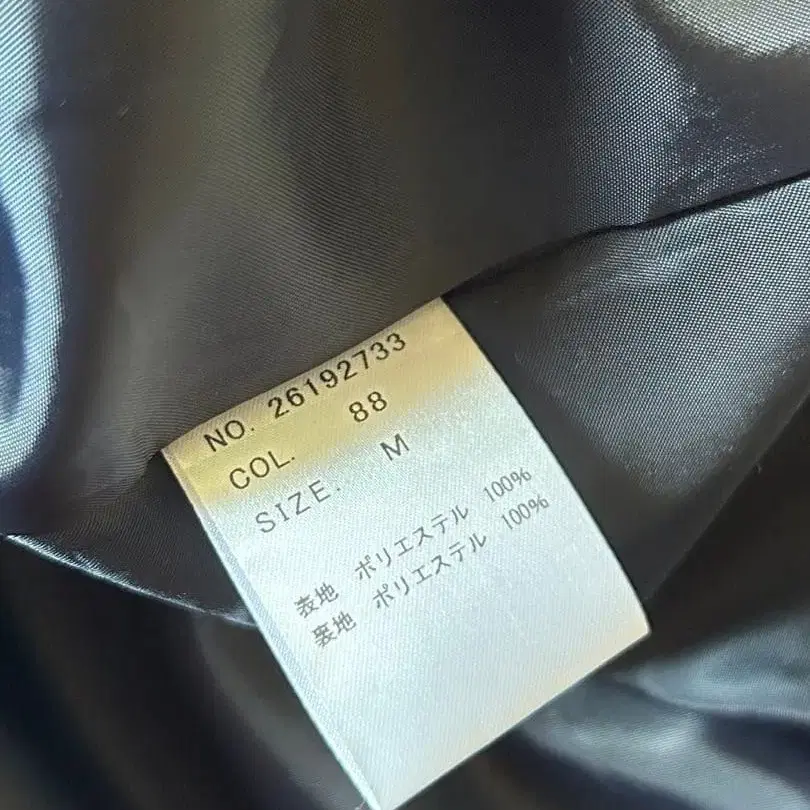 NO. 26192733
COL. 88
SIZE. M
表地 ポリエステル 100%
裏地 ポリエステル 100%